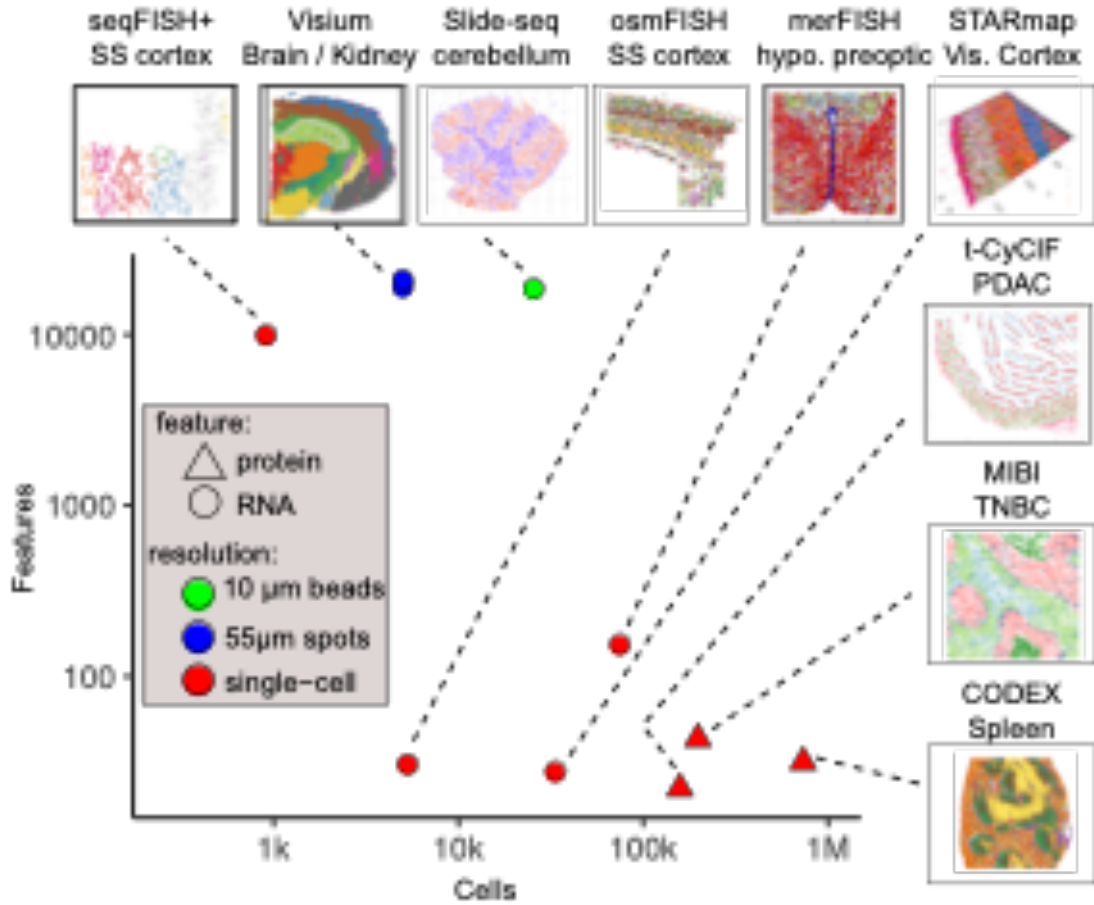 seqFISH+
SS cortex
Visium
Brain / Kidney
Slide-seq
cerebellum
osmFISH
SS cortex
merFISH
hypo. preoptic
STARmap
Vis. Cortex
t-CyCIF
PDAC
MIBI
TNBC
CODEX
Spleen
10000
1000
100
Features
feature:
protein
RNA
resolution:
10 µm beads
55µm spots
single-cell
1k
10k
100k
1M
Cells